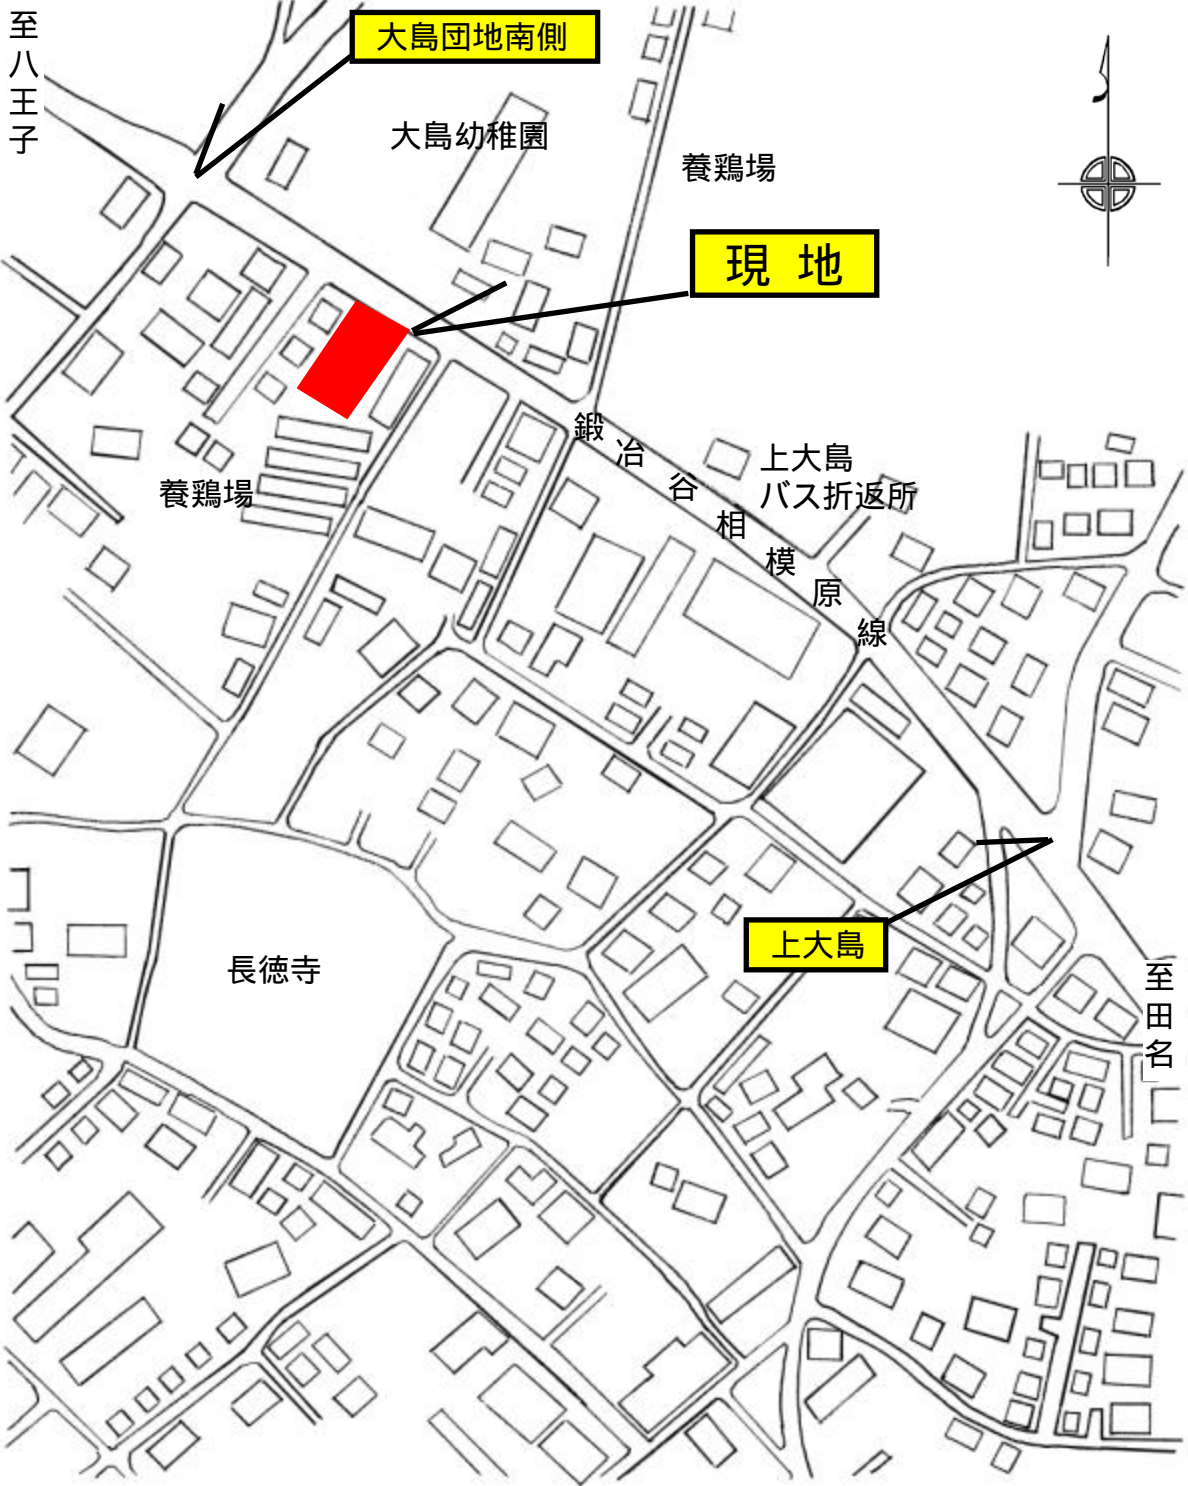 至八王子
大島団地南側
大島幼稚園
養鶏場
現 地
鍛冶谷相模原線
上大島
バス折返所
養鶏場
上大島
長徳寺
至田名